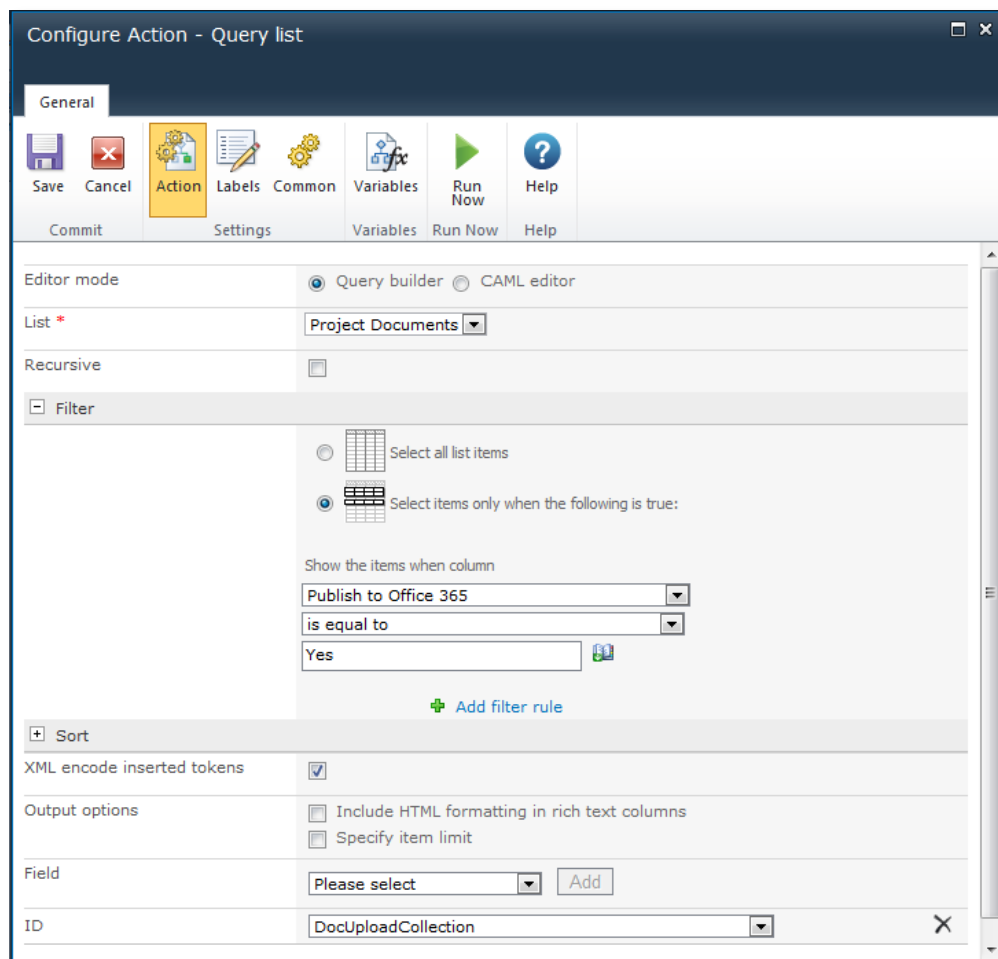 Configure Action - Query list
General
Save Cancel Action Labels Common Variables Run Now Help
Commit Settings Variables Run Now Help
Editor mode Query builder CAML editor
List * Project Documents
Recursive
Filter
Select all list items
Select items only when the following is true:
Show the items when column
Publish to Office 365
is equal to
Yes
Add filter rule
Sort
XML encode inserted tokens
Output options Include HTML formatting in rich text columns
Specify item limit
Field Please select Add
ID DocUploadCollection